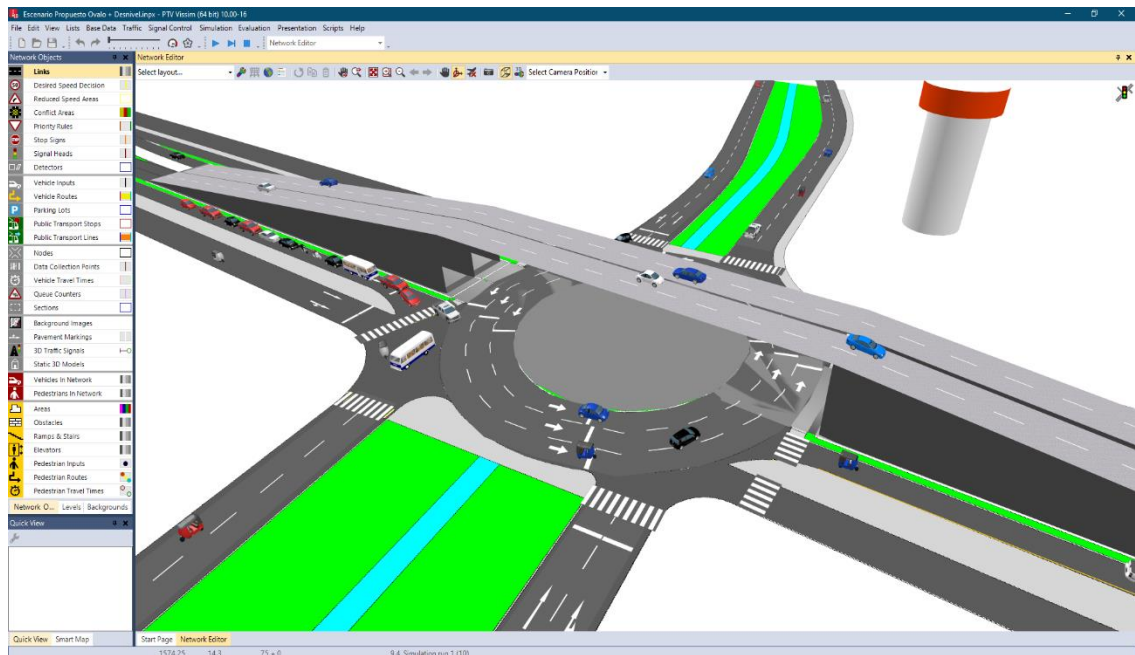 Escenario Propuesto Ovalo + Desnivel.inpx - PTV Vissim (64 bit) 10.00-16
File Edit View Lists Base Data Traffic Signal Control Simulation Evaluation Presentation Scripts Help
Network Editor
Network Objects
Network Editor
Select layout...
Select Camera Position
Links
Desired Speed Decision
Reduced Speed Areas
Conflict Areas
Priority Rules
Stop Signs
Signal Heads
Detectors
Vehicle Inputs
Vehicle Routes
Parking Lots
Public Transport Stops
Public Transport Lines
Nodes
Data Collection Points
Vehicle Travel Times
Queue Counters
Sections
Background Images
Pavement Markings
3D Traffic Signals
Static 3D Models
Vehicles In Network
Pedestrians In Network
Areas
Obstacles
Ramps & Stairs
Elevators
Pedestrian Inputs
Pedestrian Routes
Pedestrian Travel Times
Network O... Levels Backgrounds
Quick View
Quick View Smart Map
Start Page Network Editor